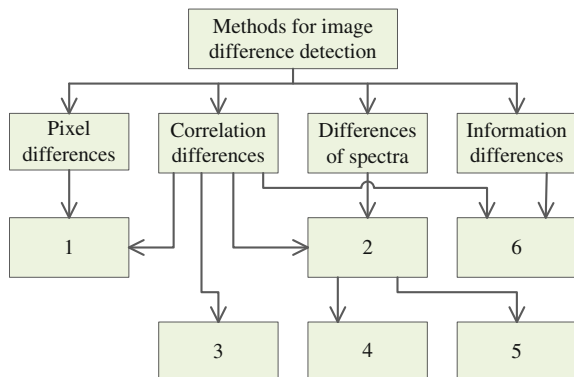 Methods for image
difference detection
Pixel
differences
Correlation
differences
Differences
of spectra
Information
differences
1
2
6
3
4
5